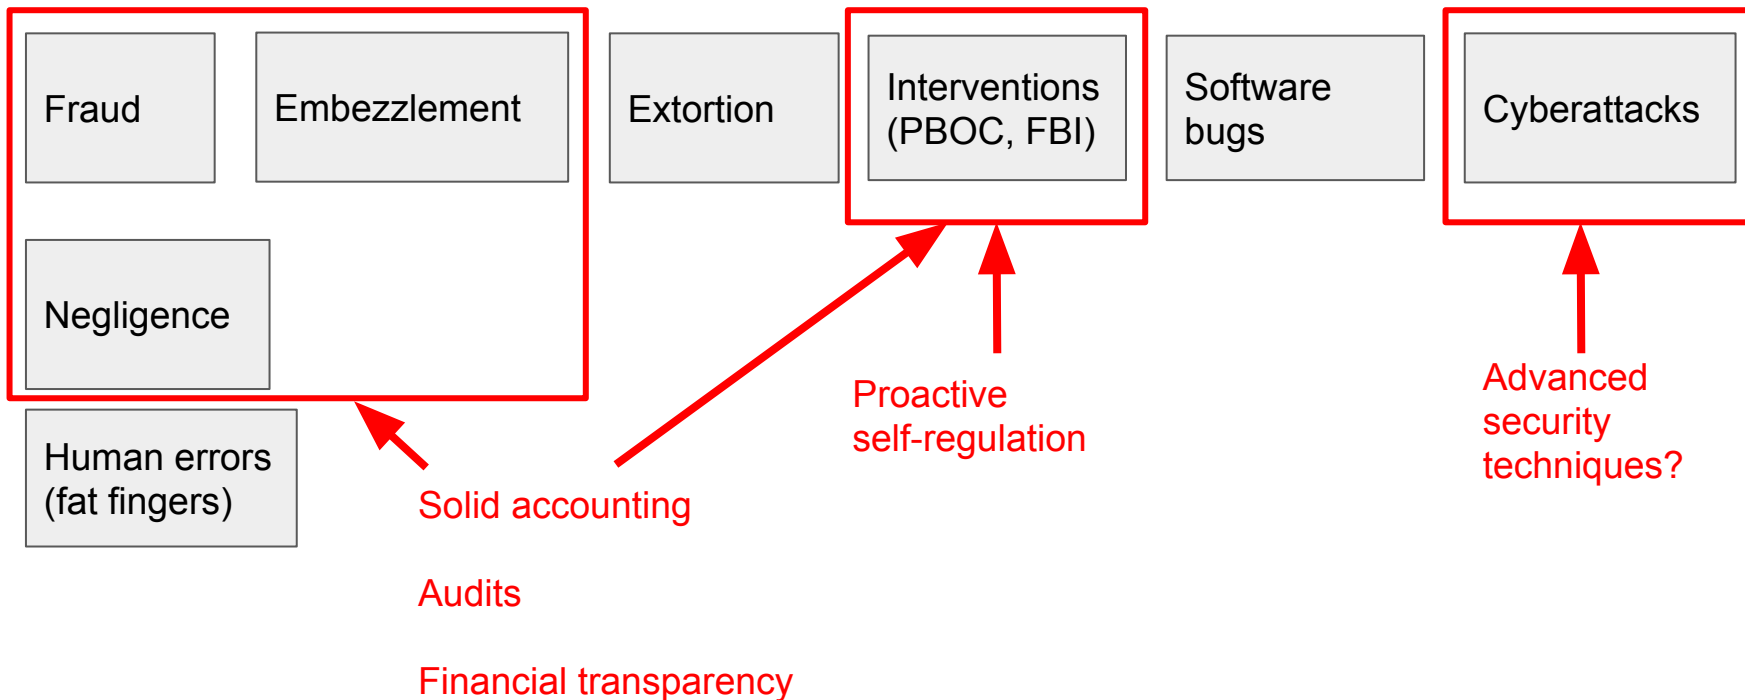 Fraud
Embezzlement
Extortion
Interventions
(PBOC, FBI)
Software
bugs
Cyberattacks
Negligence
Human errors
(fat fingers)
Solid accounting
Audits
Financial transparency
Proactive
self-regulation
Advanced
security
techniques?